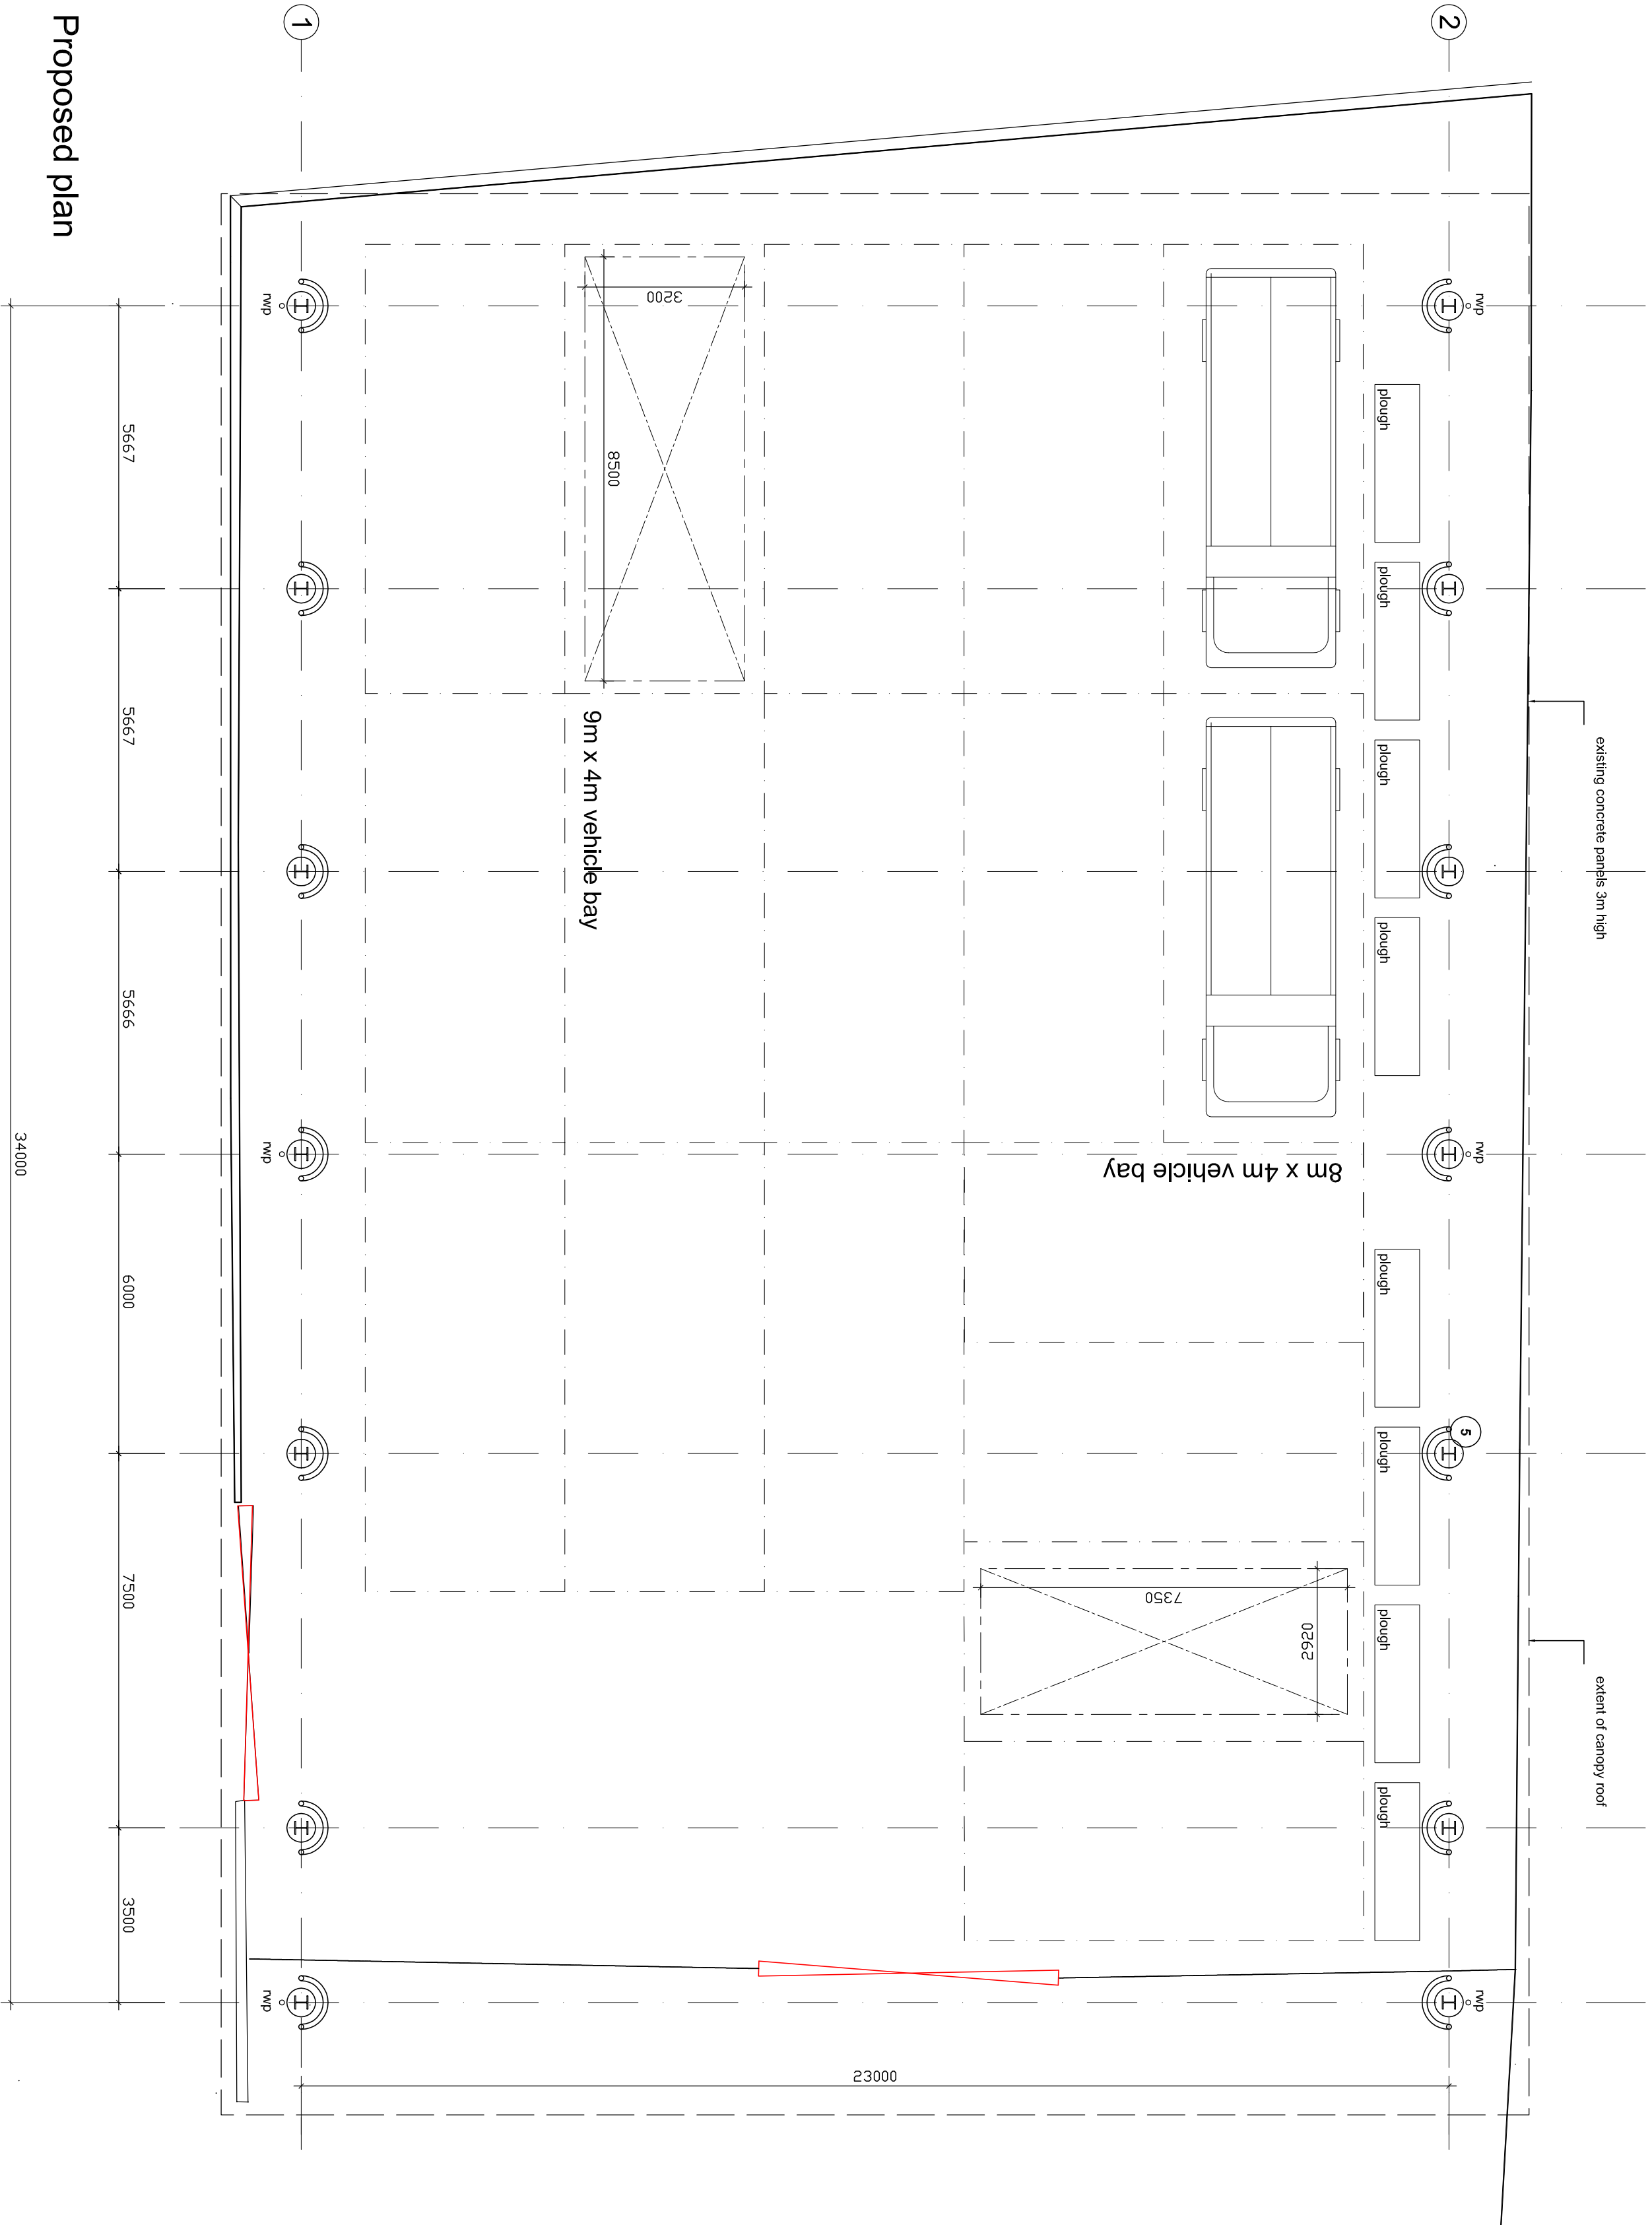 Proposed plan
1
2
rwp
H
H
rwp
plough
3200
8500
H
H
5667
plough
existing concrete panels 3m high
5667
9m x 4m vehicle bay
plough
H
H
plough
5666
34000
rwp
H
8m x 4m vehicle bay
H
rwp
plough
6000
H
plough
5
H
7500
7350
2620
plough
extent of canopy roof
H
plough
H
3500
rwp
H
H
rwp
23000